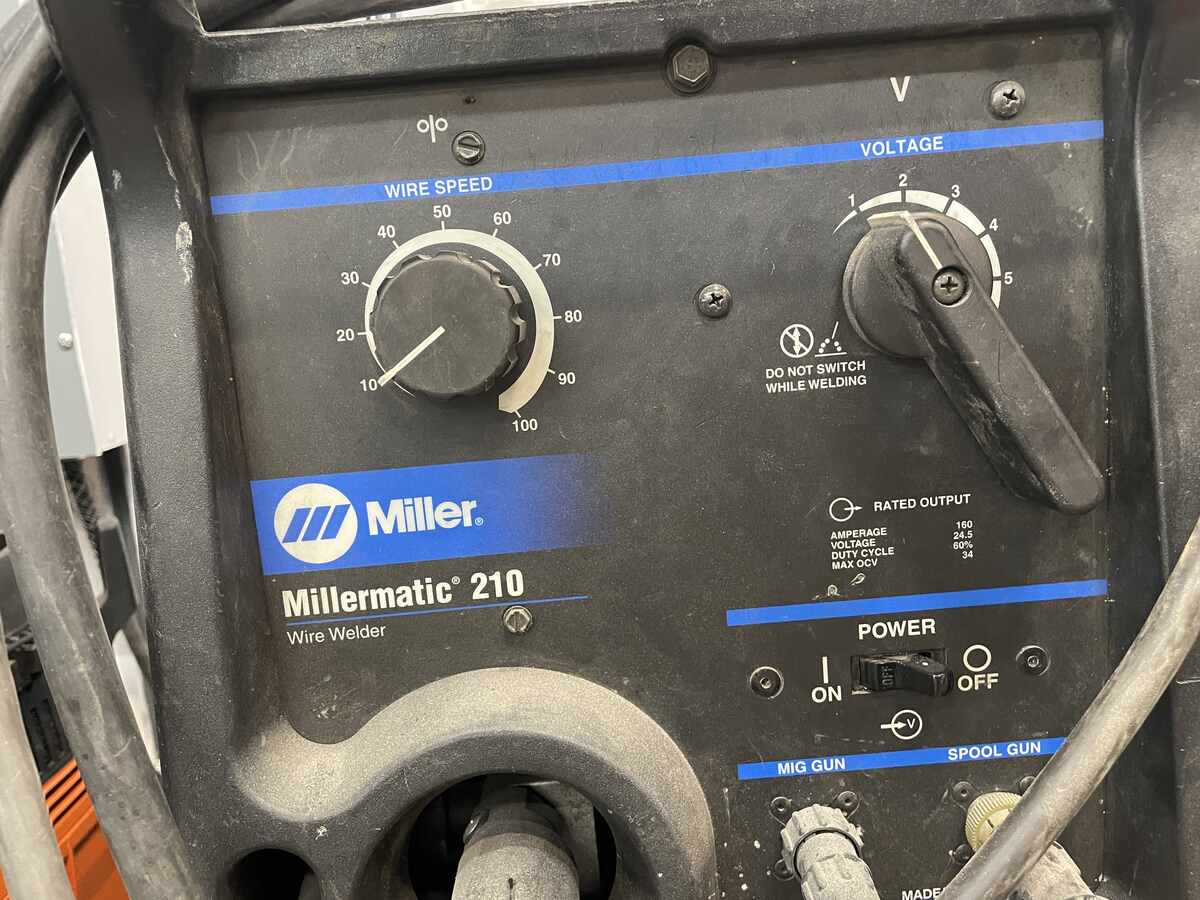 V
WIRE SPEED
VOLTAGE
10
20
30
40
50
60
70
80
90
100
1
2
3
4
5
DO NOT SWITCH
WHILE WELDING
Miller®
Millermatic® 210
Wire Welder
RATED OUTPUT
AMPERAGE 160
VOLTAGE 24.5
DUTY CYCLE 60%
MAX OCV 34
POWER
I
ON
OFF
O
OFF
V
MIG GUN
SPOOL GUN
MADE